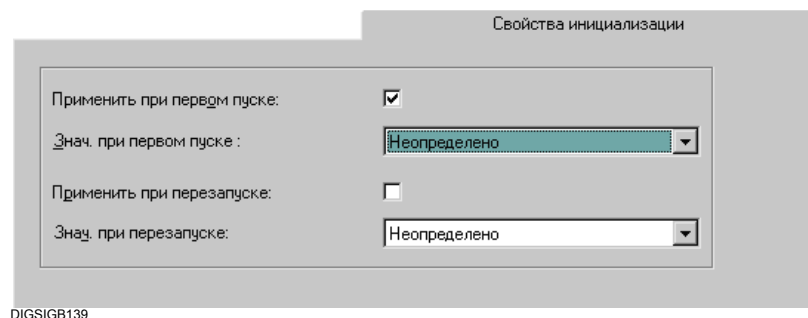 Свойства инициализации
Применить при первом пуске:
Знач. при первом пуске :
Неопределено
Применить при перезапуске:
Знач. при перезапуске:
Неопределено
DIGSIGB139